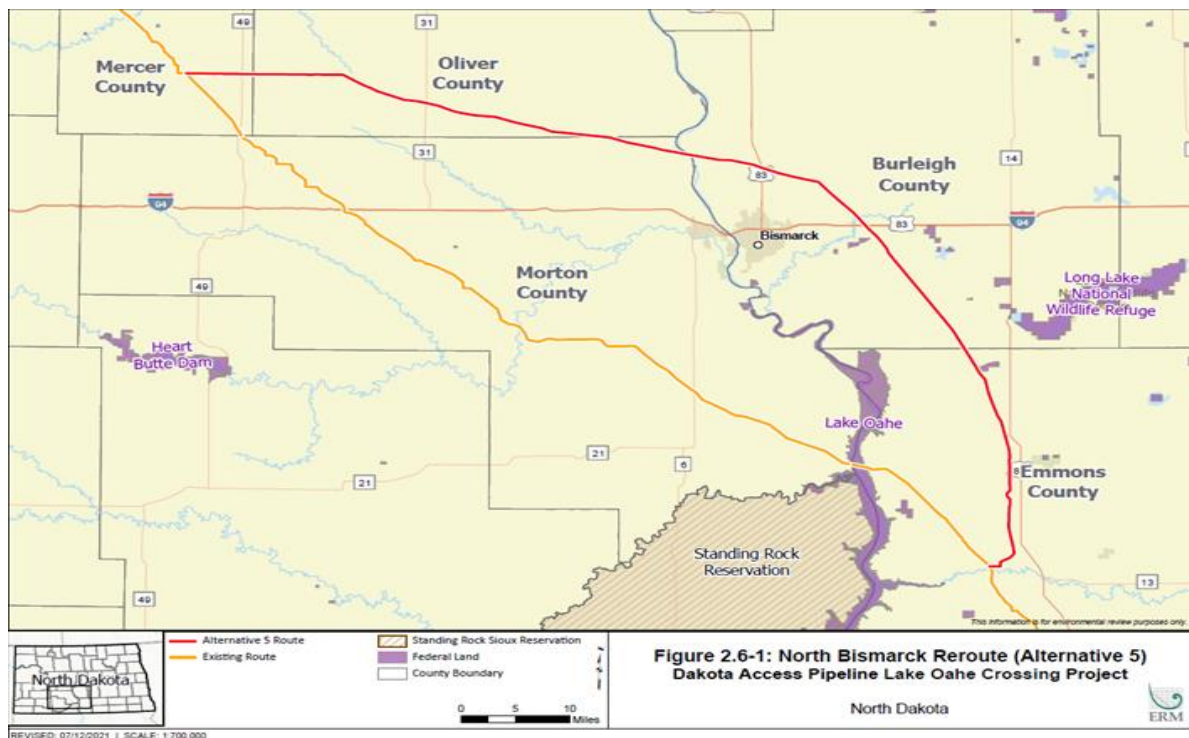 49
31
Mercer
County
Oliver
County
31
14
83
Burleigh
County
94
Bismarck
83
94
Morton
County
49
Long Lake
National
Wildlife Refuge
Heart
Butte Dam
Lake Oahe
21
6
21
Emmons
County
Standing Rock
Reservation
49
13
This information is for environmental review purposes only.
North Dakota
Alternative 5 Route
Existing Route
Standing Rock Sioux Reservation
Federal Land
County Boundary
0 5 10
Miles
Figure 2.6-1: North Bismarck Reroute (Alternative 5)
Dakota Access Pipeline Lake Oahe Crossing Project
North Dakota
ERM
REVISED: 07/12/2021 | SCALE: 1:700,000